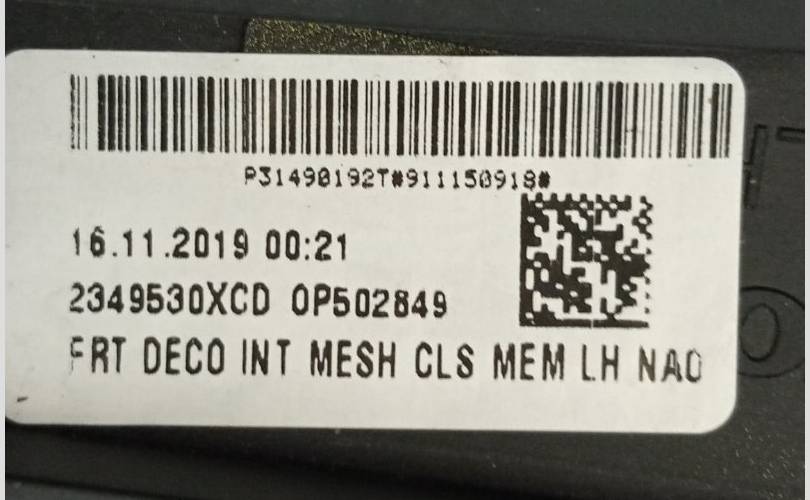 P31490192T#911150918#
16.11.2019 00:21
2349530XCD 0P502849
FRT DECO INT MESH CLS MEM LH NAO